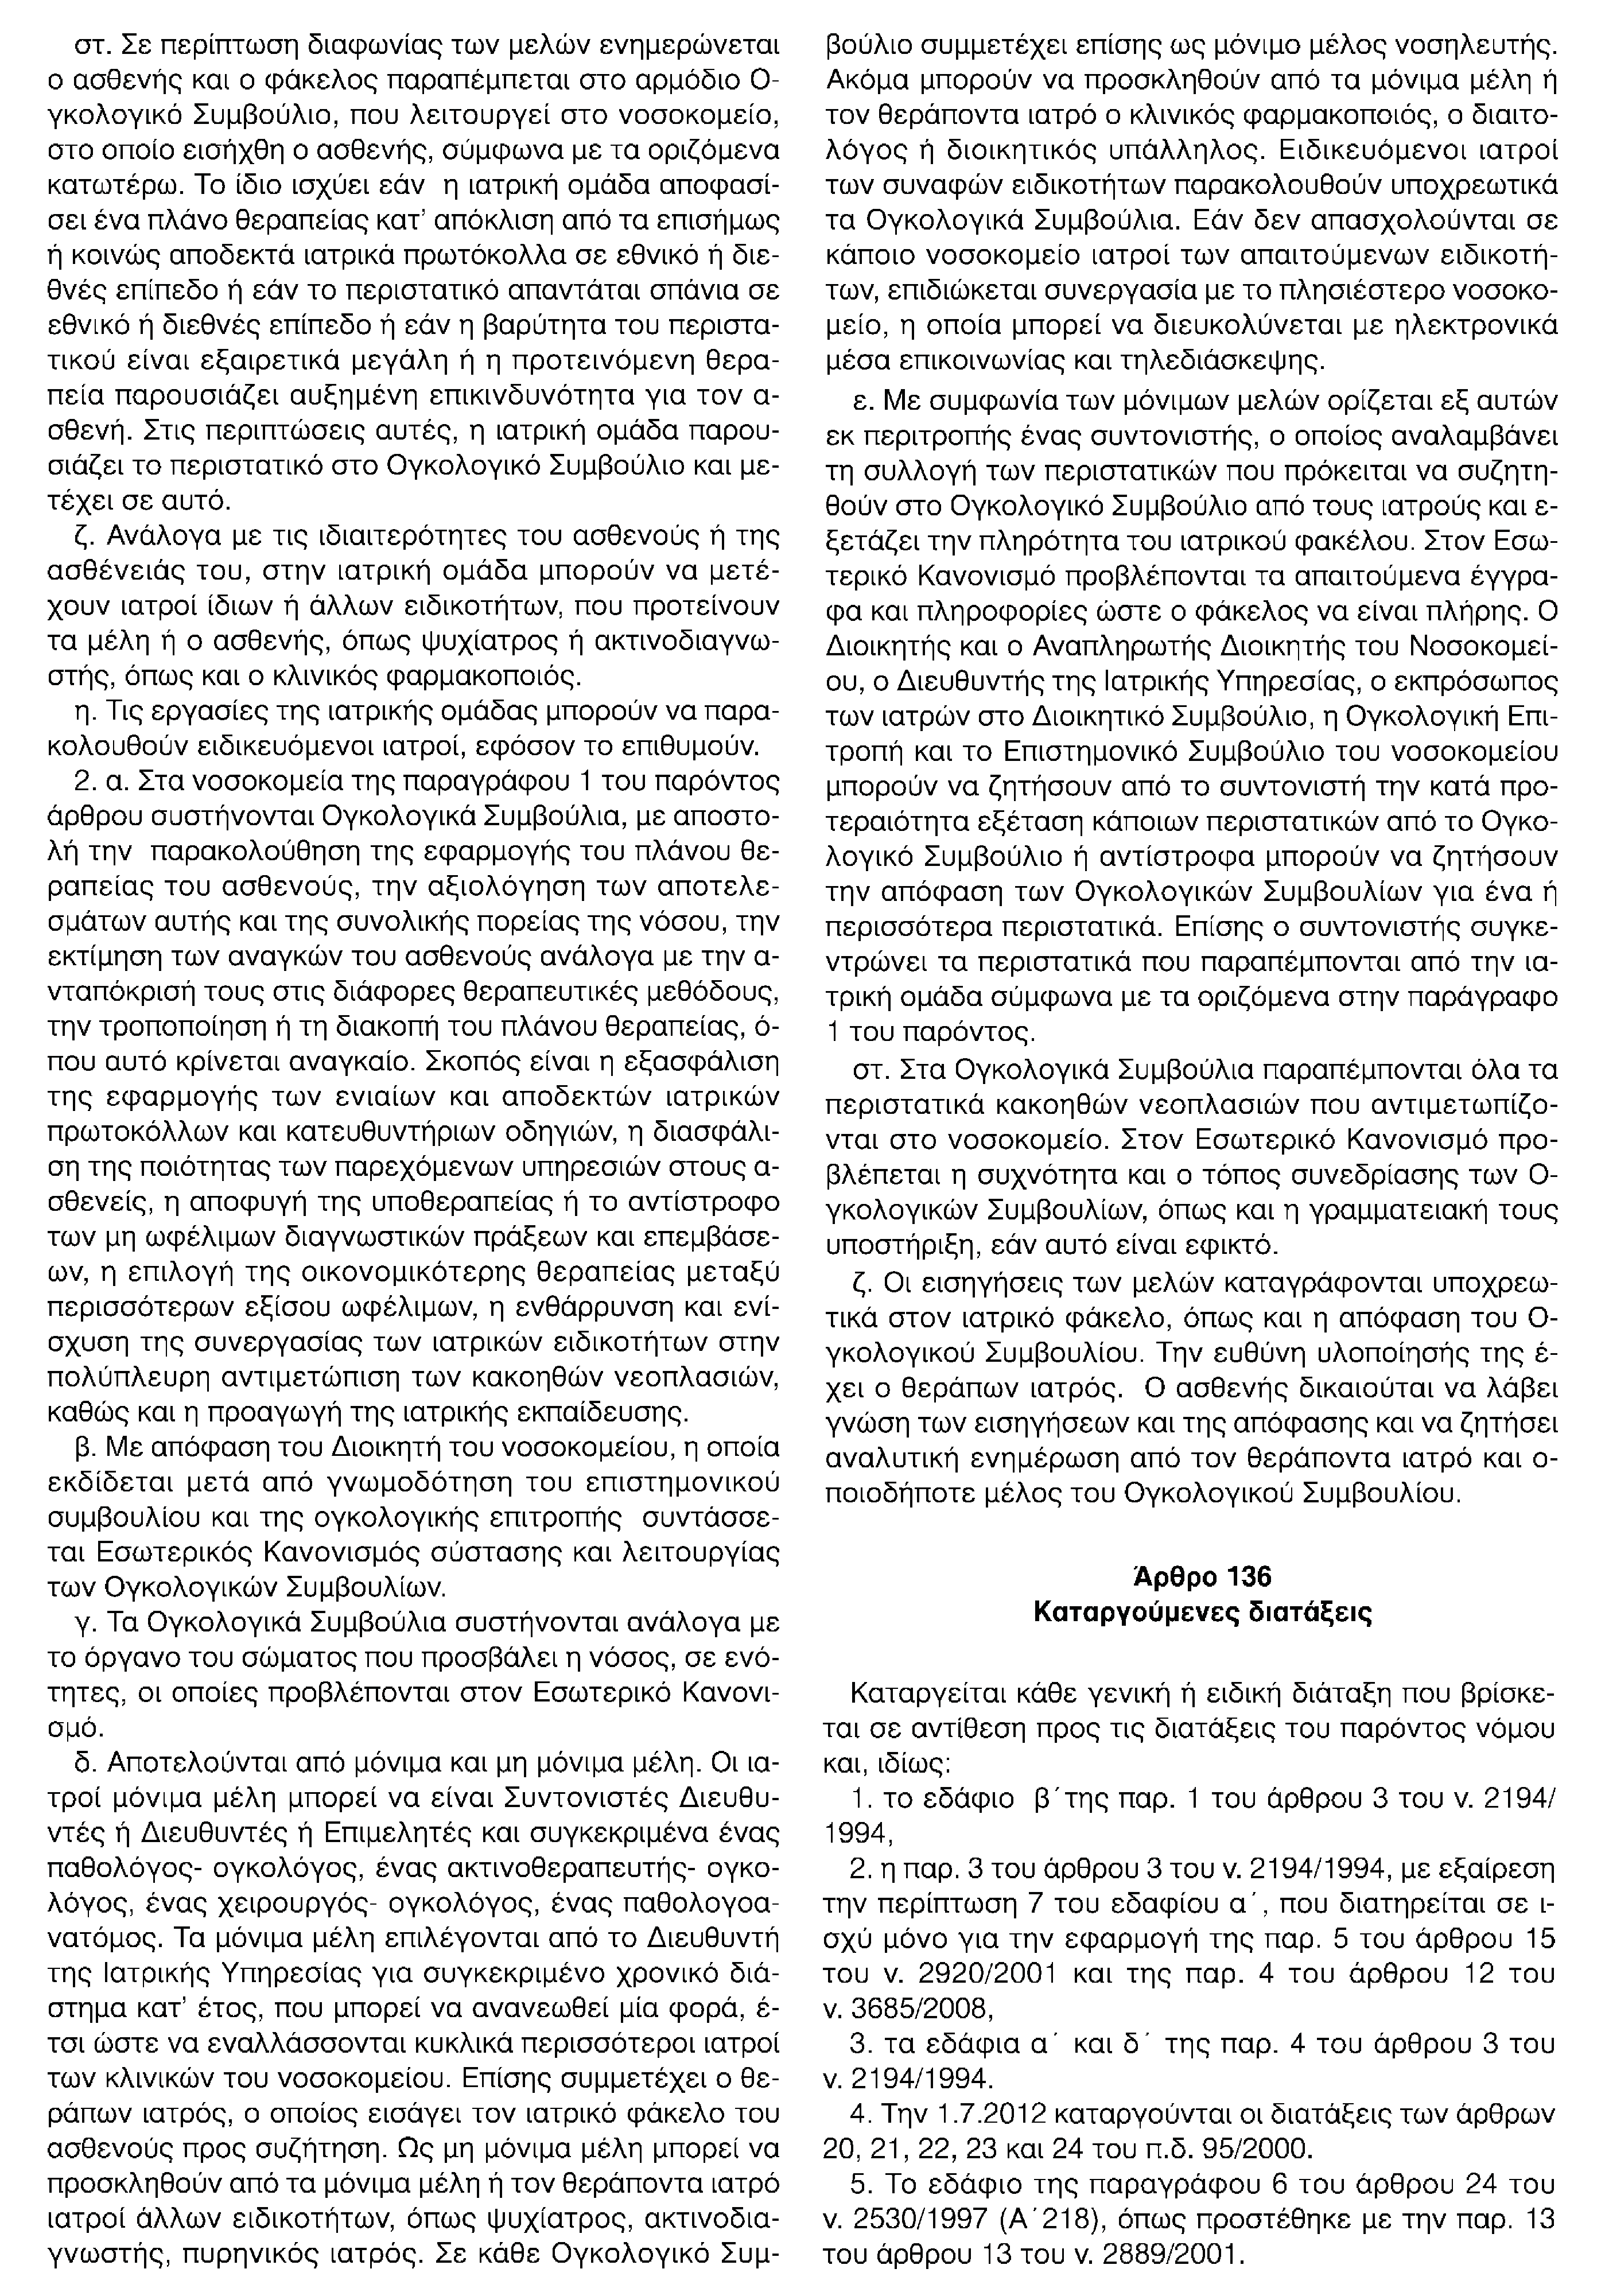 στ. Σε περίπτωση διαφωνίας των μελών ενημερώνεται
ο ασθενής και ο φάκελος παραπέμπεται στο αρμόδιο Ο-
γκολογικό Συμβούλιο, που λειτουργεί στο νοσοκομείο,
στο οποίο εισήχθη ο ασθενής, σύμφωνα με τα οριζόμενα
κατωτέρω. Το ίδιο ισχύει εάν η ιατρική ομάδα αποφασί-
σει ένα πλάνο θεραπείας κατ’ απόκλιση από τα επισήμως
ή κοινώς αποδεκτά ιατρικά πρωτόκολλα σε εθνικό ή διε-
θνές επίπεδο ή εάν το περιστατικό απαντάται σπάνια σε
εθνικό ή διεθνές επίπεδο ή εάν η βαρύτητα του περιστα-
τικού είναι εξαιρετικά μεγάλη ή η προτεινόμενη θερα-
πεία παρουσιάζει αυξημένη επικινδυνότητα για τον α-
σθενή. Στις περιπτώσεις αυτές, η ιατρική ομάδα παρου-
σιάζει το περιστατικό στο Ογκολογικό Συμβούλιο και με-
τέχει σε αυτό.
ζ. Ανάλογα με τις ιδιαιτερότητες του ασθενούς ή της
ασθένειάς του, στην ιατρική ομάδα μπορούν να μετέ-
χουν ιατροί ίδιων ή άλλων ειδικοτήτων, που προτείνουν
τα μέλη ή ο ασθενής, όπως ψυχίατρος ή ακτινοδιαγνω-
στής, όπως και ο κλινικός φαρμακοποιός.
η. Τις εργασίες της ιατρικής ομάδας μπορούν να παρα-
κολουθούν ειδικευόμενοι ιατροί, εφόσον το επιθυμούν.
2. α. Στα νοσοκομεία της παραγράφου 1 του παρόντος
άρθρου συστήνονται Ογκολογικά Συμβούλια, με αποστο-
λή την παρακολούθηση της εφαρμογής του πλάνου θε-
ραπείας του ασθενούς, την αξιολόγηση των αποτελε-
σμάτων αυτής και της συνολικής πορείας της νόσου, την
εκτίμηση των αναγκών του ασθενούς ανάλογα με την α-
νταπόκρισή τους στις διάφορες θεραπευτικές μεθόδους,
την τροποποίηση ή τη διακοπή του πλάνου θεραπείας, ό-
που αυτό κρίνεται αναγκαίο. Σκοπός είναι η εξασφάλιση
της εφαρμογής των ενιαίων και αποδεκτών ιατρικών
πρωτοκόλλων και κατευθυντήριων οδηγιών, η διασφάλι-
ση της ποιότητας των παρεχόμενων υπηρεσιών στους α-
σθενείς, η αποφυγή της υποθεραπείας ή το αντίστροφο
των μη ωφέλιμων διαγνωστικών πράξεων και επεμβάσε-
ων, η επιλογή της οικονομικότερης θεραπείας μεταξύ
περισσότερων εξίσου ωφέλιμων, η ενθάρρυνση και ενί-
σχυση της συνεργασίας των ιατρικών ειδικοτήτων στην
πολύπλευρη αντιμετώπιση των κακοηθών νεοπλασιών,
καθώς και η προαγωγή της ιατρικής εκπαίδευσης.
β. Με απόφαση του Διοικητή του νοσοκομείου, η οποία
εκδίδεται μετά από γνωμοδότηση του επιστημονικού
συμβουλίου και της ογκολογικής επιτροπής συντάσσε-
ται Εσωτερικός Κανονισμός σύστασης και λειτουργίας
των Ογκολογικών Συμβουλίων.
γ. Τα Ογκολογικά Συμβούλια συστήνονται ανάλογα με
το όργανο του σώματος που προσβάλει η νόσος, σε ενό-
τητες, οι οποίες προβλέπονται στον Εσωτερικό Κανονι-
σμό.
δ. Αποτελούνται από μόνιμα και μη μόνιμα μέλη. Οι ια-
τροί μόνιμα μέλη μπορεί να είναι Συντονιστές Διευθυ-
ντές ή Διευθυντές ή Επιμελητές και συγκεκριμένα ένας
παθολόγος- ογκολόγος, ένας ακτινοθεραπευτής- ογκο-
λόγος, ένας χειρουργός- ογκολόγος, ένας παθολογοα-
νατόμος. Τα μόνιμα μέλη επιλέγονται από το Διευθυντή
της Ιατρικής Υπηρεσίας για συγκεκριμένο χρονικό διά-
στημα κατ’ έτος, που μπορεί να ανανεωθεί μία φορά, έ-
τσι ώστε να εναλλάσσονται κυκλικά περισσότεροι ιατροί
των κλινικών του νοσοκομείου. Επίσης συμμετέχει ο θε-
ράπων ιατρός, ο οποίος εισάγει τον ιατρικό φάκελο του
ασθενούς προς συζήτηση. Ως μη μόνιμα μέλη μπορεί να
προσκληθούν από τα μόνιμα μέλη ή τον θεράποντα ιατρό
ιατροί άλλων ειδικοτήτων, όπως ψυχίατρος, ακτινοδια-
γνωστής, πυρηνικός ιατρός. Σε κάθε Ογκολογικό Συμ-
βούλιο συμμετέχει επίσης ως μόνιμο μέλος νοσηλευτής.
Ακόμα μπορούν να προσκληθούν από τα μόνιμα μέλη ή
τον θεράποντα ιατρό ο κλινικός φαρμακοποιός, ο διαιτο-
λόγος ή διοικητικός υπάλληλος. Ειδικευόμενοι ιατροί
των συναφών ειδικοτήτων παρακολουθούν υποχρεωτικά
τα Ογκολογικά Συμβούλια. Εάν δεν απασχολούνται σε
κάποιο νοσοκομείο ιατροί των απαιτούμενων ειδικοτή-
των, επιδιώκεται συνεργασία με το πλησιέστερο νοσοκο-
μείο, η οποία μπορεί να διευκολύνεται με ηλεκτρονικά
μέσα επικοινωνίας και τηλεδιάσκεψης.
ε. Με συμφωνία των μόνιμων μελών ορίζεται εξ αυτών
εκ περιτροπής ένας συντονιστής, ο οποίος αναλαμβάνει
τη συλλογή των περιστατικών που πρόκειται να συζητη-
θούν στο Ογκολογικό Συμβούλιο από τους ιατρούς και ε-
ξετάζει την πληρότητα του ιατρικού φακέλου. Στον Εσω-
τερικό Κανονισμό προβλέπονται τα απαιτούμενα έγγρα-
φα και πληροφορίες ώστε ο φάκελος να είναι πλήρης. Ο
Διοικητής και ο Αναπληρωτής Διοικητής του Νοσοκομεί-
ου, ο Διευθυντής της Ιατρικής Υπηρεσίας, ο εκπρόσωπος
των ιατρών στο Διοικητικό Συμβούλιο, η Ογκολογική Επι-
τροπή και το Επιστημονικό Συμβούλιο του νοσοκομείου
μπορούν να ζητήσουν από το συντονιστή την κατά προ-
τεραιότητα εξέταση κάποιων περιστατικών από το Ογκο-
λογικό Συμβούλιο ή αντίστροφα μπορούν να ζητήσουν
την απόφαση των Ογκολογικών Συμβουλίων για ένα ή
περισσότερα περιστατικά. Επίσης ο συντονιστής συγκε-
ντρώνει τα περιστατικά που παραπέμπονται από την ια-
τρική ομάδα σύμφωνα με τα οριζόμενα στην παράγραφο
1 του παρόντος.
στ. Στα Ογκολογικά Συμβούλια παραπέμπονται όλα τα
περιστατικά κακοηθών νεοπλασιών που αντιμετωπίζο-
νται στο νοσοκομείο. Στον Εσωτερικό Κανονισμό προ-
βλέπεται η συχνότητα και ο τόπος συνεδρίασης των Ο-
γκολογικών Συμβουλίων, όπως και η γραμματειακή τους
υποστήριξη, εάν αυτό είναι εφικτό.
ζ. Οι εισηγήσεις των μελών καταγράφονται υποχρεω-
τικά στον ιατρικό φάκελο, όπως και η απόφαση του Ο-
γκολογικού Συμβουλίου. Την ευθύνη υλοποίησής της έ-
χει ο θεράπων ιατρός. Ο ασθενής δικαιούται να λάβει
γνώση των εισηγήσεων και της απόφασης και να ζητήσει
αναλυτική ενημέρωση από τον θεράποντα ιατρό και ο-
ποιοδήποτε μέλος του Ογκολογικού Συμβουλίου.
Άρθρο 136
Καταργούμενες διατάξεις
Καταργείται κάθε γενική ή ειδική διάταξη που βρίσκε-
ται σε αντίθεση προς τις διατάξεις του παρόντος νόμου
και, ιδίως:
1. το εδάφιο β΄της παρ. 1 του άρθρου 3 του ν. 2194/
1994,
2. η παρ. 3 του άρθρου 3 του ν. 2194/1994, με εξαίρεση
την περίπτωση 7 του εδαφίου α΄, που διατηρείται σε ι-
σχύ μόνο για την εφαρμογή της παρ. 5 του άρθρου 15
του ν. 2920/2001 και της παρ. 4 του άρθρου 12 του
ν. 3685/2008,
3. τα εδάφια α΄ και δ΄ της παρ. 4 του άρθρου 3 του
ν. 2194/1994.
4. Την 1.7.2012 καταργούνται οι διατάξεις των άρθρων
20, 21, 22, 23 και 24 του π.δ. 95/2000.
5. Το εδάφιο της παραγράφου 6 του άρθρου 24 του
ν. 2530/1997 (Α΄218), όπως προστέθηκε με την παρ. 13
του άρθρου 13 του ν. 2889/2001.